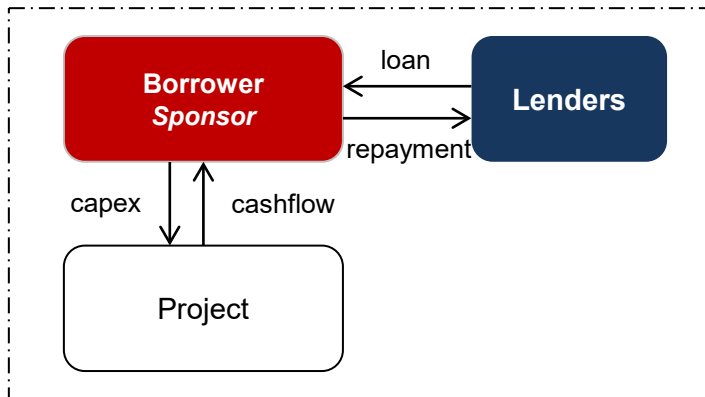 Borrower
Sponsor
loan
Lenders
repayment
capex
cashflow
Project